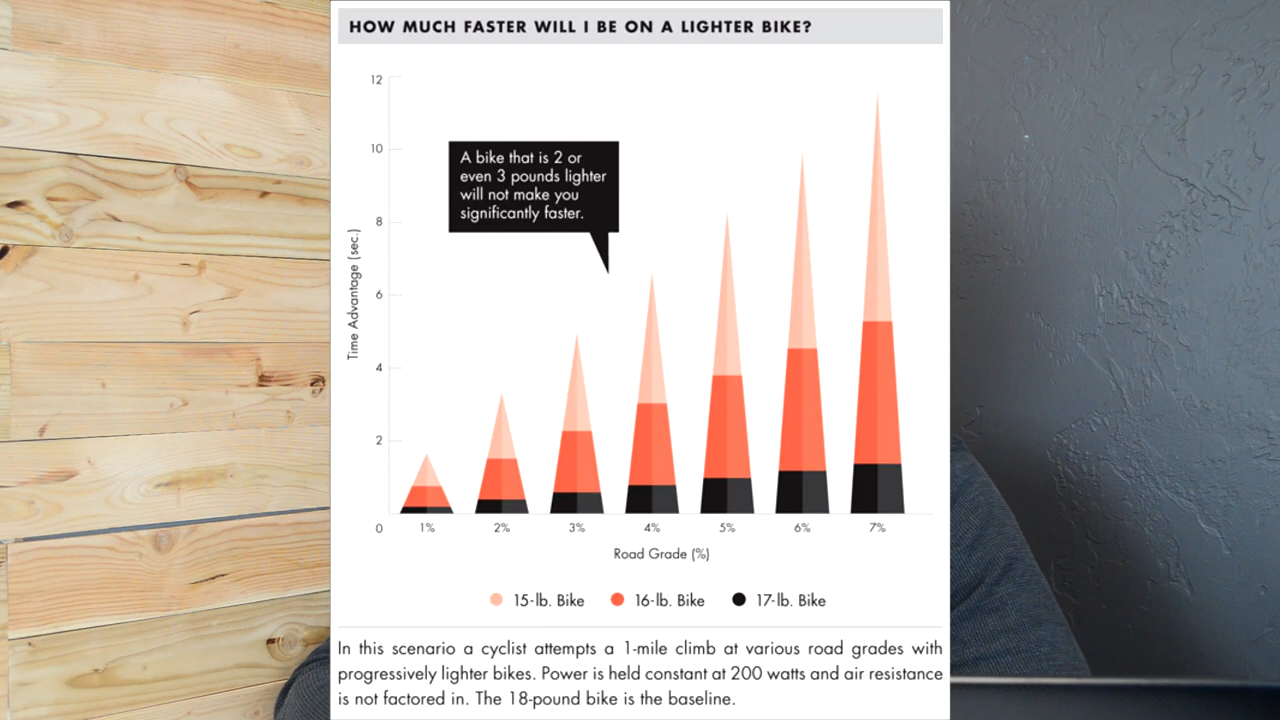 HOW MUCH FASTER WILL I BE ON A LIGHTER BIKE?
12
10
8
6
4
2
0
Time Advantage (sec.)
A bike that is 2 or
even 3 pounds lighter
will not make you
significantly faster.
1% 2% 3% 4% 5% 6% 7%
Road Grade (%)
15-lb. Bike 16-lb. Bike 17-lb. Bike
In this scenario a cyclist attempts a 1-mile climb at various road grades with
progressively lighter bikes. Power is held constant at 200 watts and air resistance
is not factored in. The 18-pound bike is the baseline.